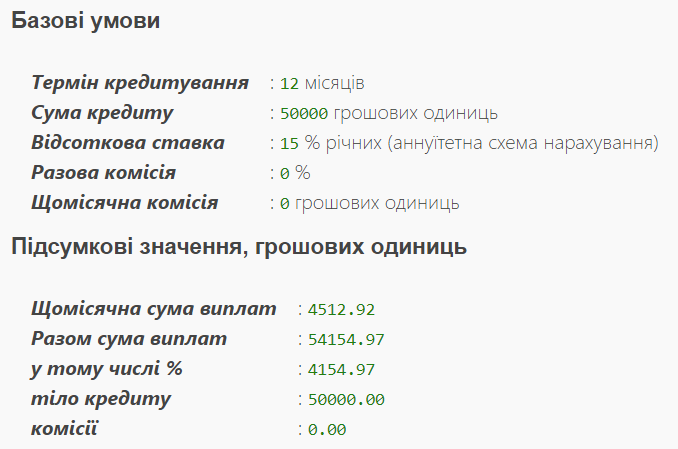 Базові умови
Термін кредитування : 12 місяців
Сума кредиту : 50000 грошових одиниць
Відсоткова ставка : 15 % річних (аннуїтетна схема нарахування)
Разова комісія : 0 %
Щомісячна комісія : 0 грошових одиниць
Підсумкові значення, грошових одиниць
Щомісячна сума виплат : 4512.92
Разом сума виплат : 54154.97
у тому числі % : 4154.97
тіло кредиту : 50000.00
комісії : 0.00